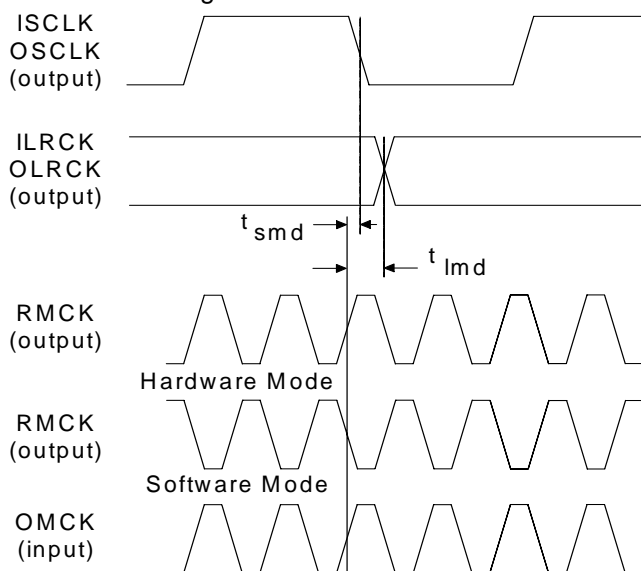 ISCLK
OSCLK
(output)
ILRCK
OLRCK
(output)
t smd
t lmd
RMCK
(output)
Hardware Mode
RMCK
(output)
Software Mode
OMCK
(input)